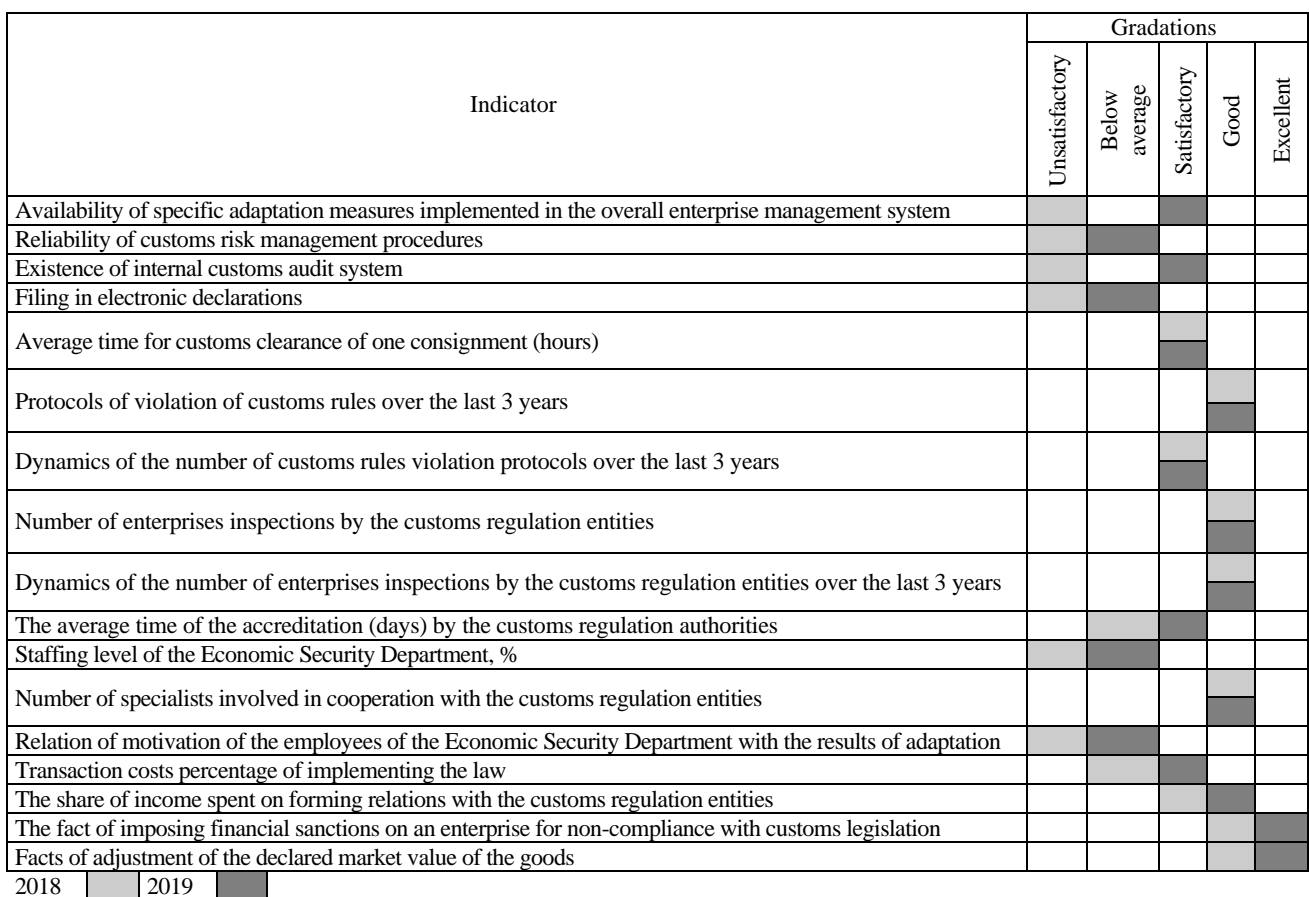 Gradations
Indicator
Unsatisfactory
Below
average
Satisfactory
Good
Excellent
Availability of specific adaptation measures implemented in the overall enterprise management system
Reliability of customs risk management procedures
Existence of internal customs audit system
Filing in electronic declarations
Average time for customs clearance of one consignment (hours)
Protocols of violation of customs rules over the last 3 years
Dynamics of the number of customs rules violation protocols over the last 3 years
Number of enterprises inspections by the customs regulation entities
Dynamics of the number of enterprises inspections by the customs regulation entities over the last 3 years
The average time of the accreditation (days) by the customs regulation authorities
Staffing level of the Economic Security Department, %
Number of specialists involved in cooperation with the customs regulation entities
Relation of motivation of the employees of the Economic Security Department with the results of adaptation
Transaction costs percentage of implementing the law
The share of income spent on forming relations with the customs regulation entities
The fact of imposing financial sanctions on an enterprise for non-compliance with customs legislation
Facts of adjustment of the declared market value of the goods
2018 2019